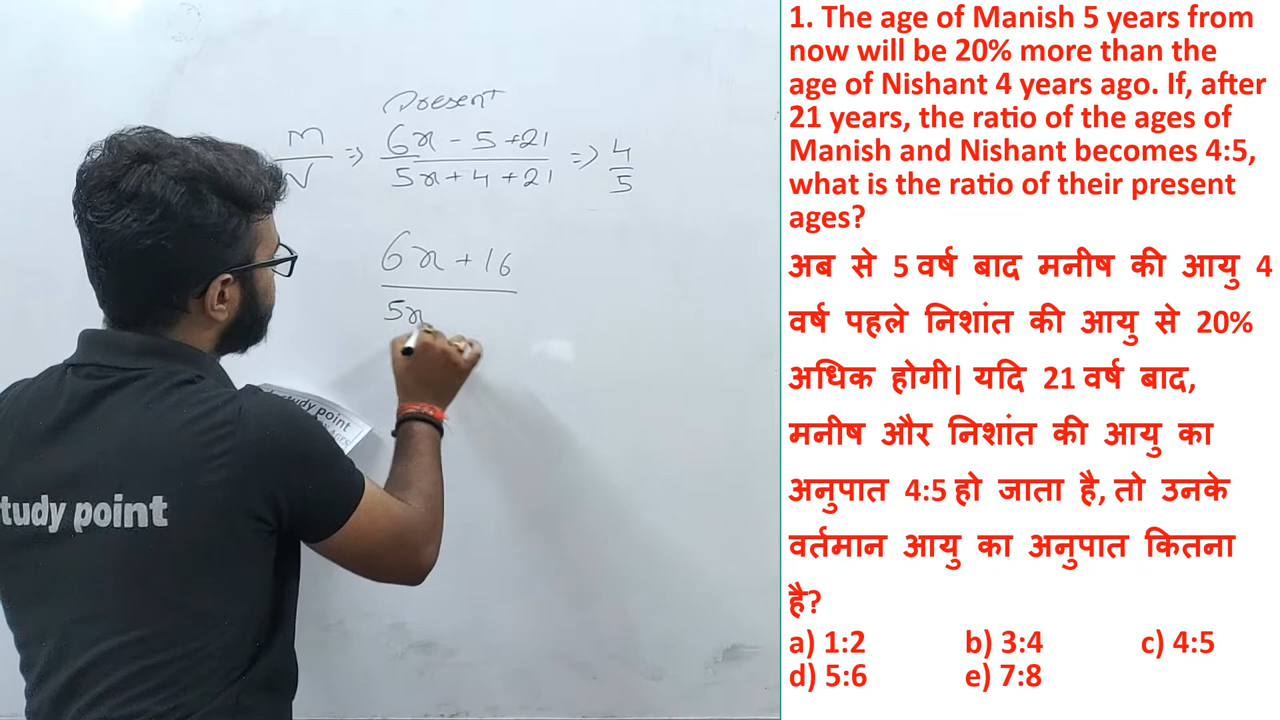 Present
M/N => 6x - 5 + 21 / 5x + 4 + 21 => 4/5
6x + 16
5x
study point
tudy point
1. The age of Manish 5 years from
now will be 20% more than the
age of Nishant 4 years ago. If, after
21 years, the ratio of the ages of
Manish and Nishant becomes 4:5,
what is the ratio of their present
ages?
अब से 5 वर्ष बाद मनीष की आयु 4
वर्ष पहले निशांत की आयु से 20%
अधिक होगी| यदि 21 वर्ष बाद,
मनीष और निशांत की आयु का
अनुपात 4:5 हो जाता है, तो उनके
वर्तमान आयु का अनुपात कितना
है?
a) 1:2 b) 3:4 c) 4:5
d) 5:6 e) 7:8